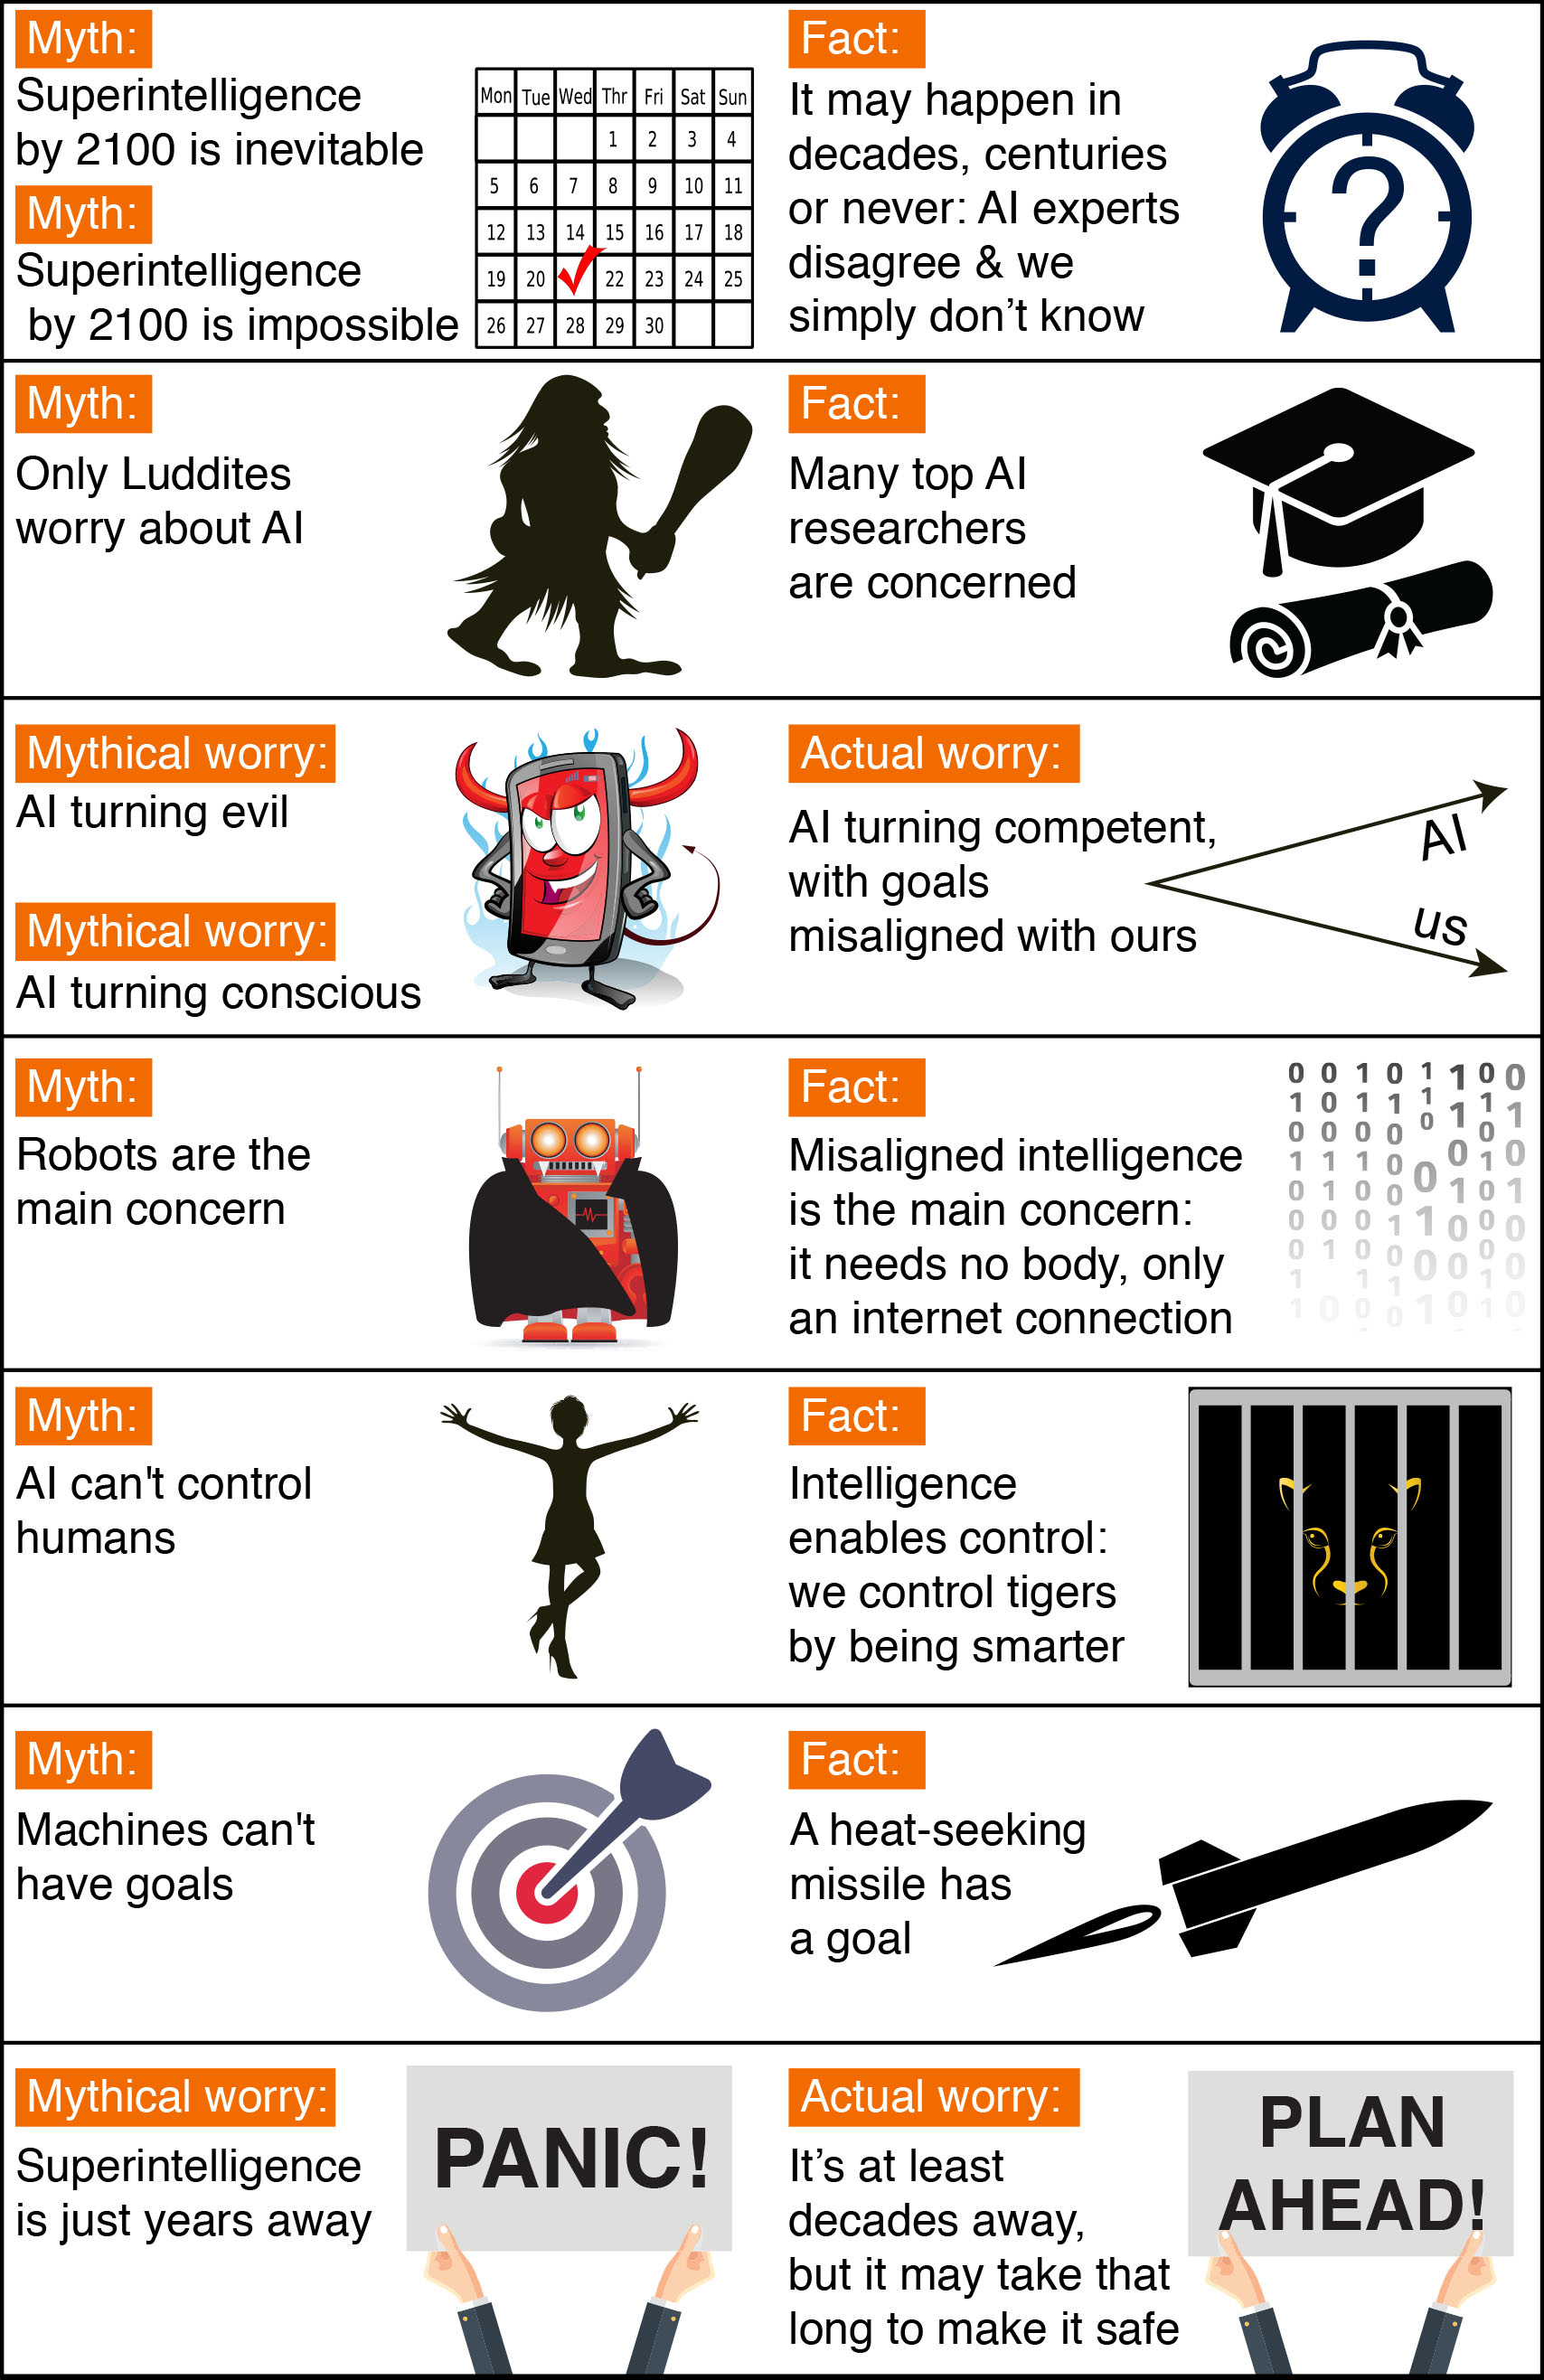 Myth:
Superintelligence
by 2100 is inevitable
Myth:
Superintelligence
by 2100 is impossible
Mon Tue Wed Thr Fri Sat Sun
1 2 3 4
5 6 7 8 9 10 11
12 13 14 15 16 17 18
19 20 22 23 24 25
26 27 28 29 30
Fact:
It may happen in
decades, centuries
or never: AI experts
disagree & we
simply don’t know
?
Myth:
Only Luddites
worry about AI
Fact:
Many top AI
researchers
are concerned
Mythical worry:
AI turning evil
Mythical worry:
AI turning conscious
Actual worry:
AI turning competent,
with goals
misaligned with ours
AI
us
Myth:
Robots are the
main concern
Fact:
Misaligned intelligence
is the main concern:
it needs no body, only
an internet connection
Myth:
AI can't control
humans
Fact:
Intelligence
enables control:
we control tigers
by being smarter
Myth:
Machines can't
have goals
Fact:
A heat-seeking
missile has
a goal
Mythical worry:
Superintelligence
is just years away
PANIC!
Actual worry:
It’s at least
decades away,
but it may take that
long to make it safe
PLAN
AHEAD!